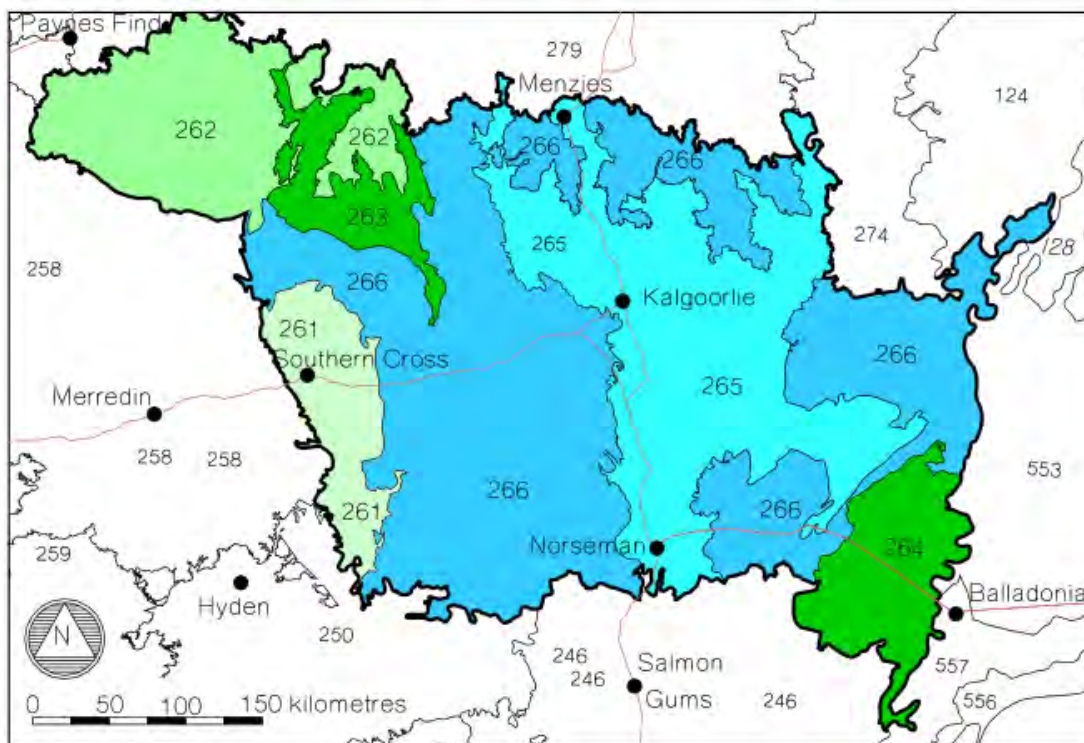 Paynes Find
279
Menzies
124
262
262
266
266
263
265
274
128
258
266
Kalgoorlie
261
Southern Cross
266
265
Merredin
258
258
553
266
261
266
Norseman
264
259
Hyden
Balladonia
250
N
246
246
Salmon
Gums
246
557
556
0 50 100 150 kilometres